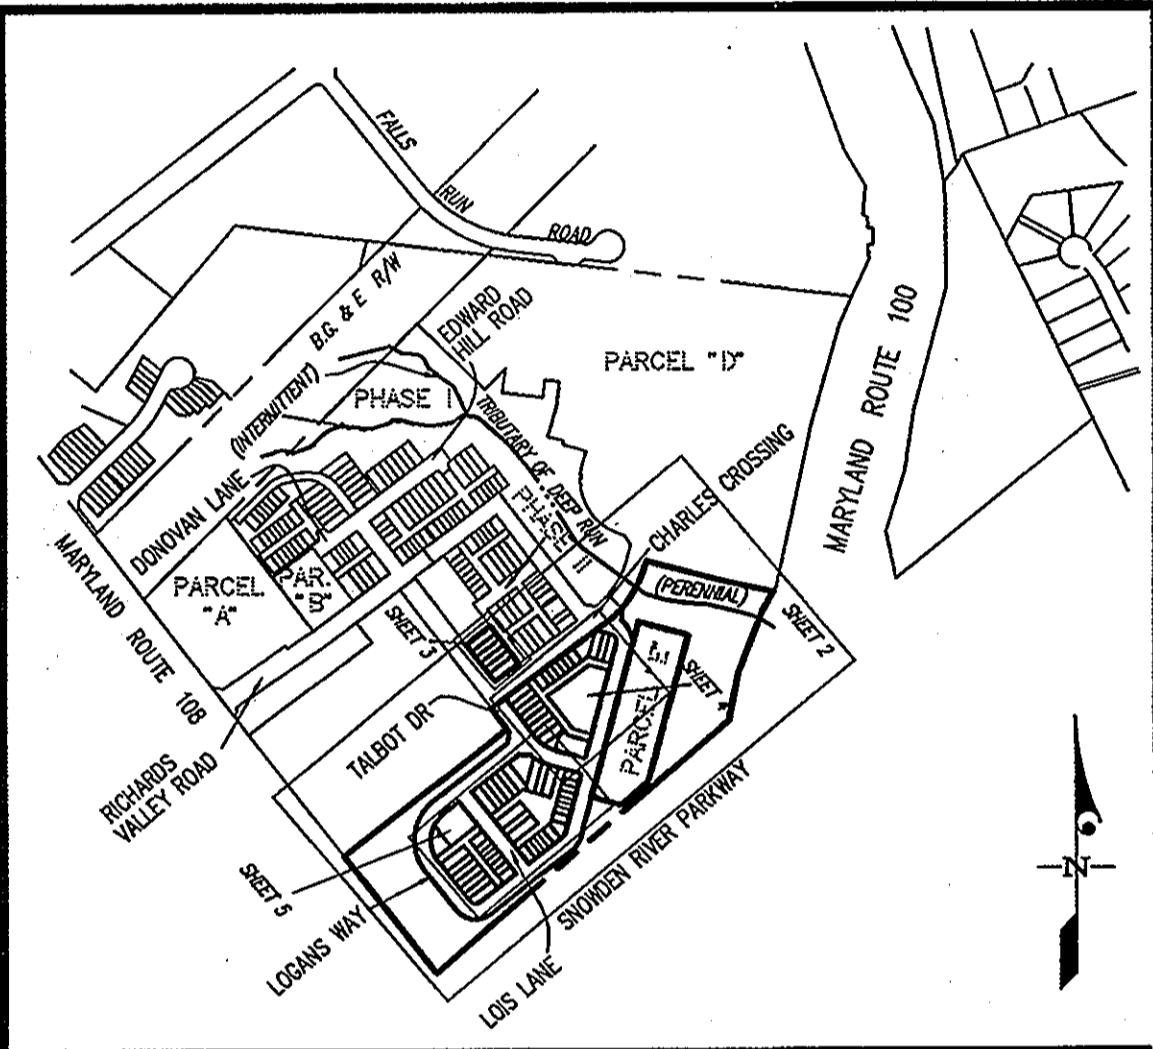 FALLS
RUN
ROAD
B.G. & E R/W
EDWARD
HILL ROAD
PARCEL "D"
MARYLAND ROUTE 100
(INTERMITTENT)
PHASE I
TRIBUTARY OF DEEP RUN
CHARLES CROSSING
DONOVAN LANE
PHASE II
MARYLAND ROUTE 108
PARCEL
"A"
PAR.
"B"
(PERENNIAL)
SHEET 2
SHEET 3
SHEET
PARCEL
TALBOT DR
RICHARDS
VALLEY ROAD
SNOWDEN RIVER PARKWAY
SHEET 5
LOGANS WAY
LOIS LANE
N